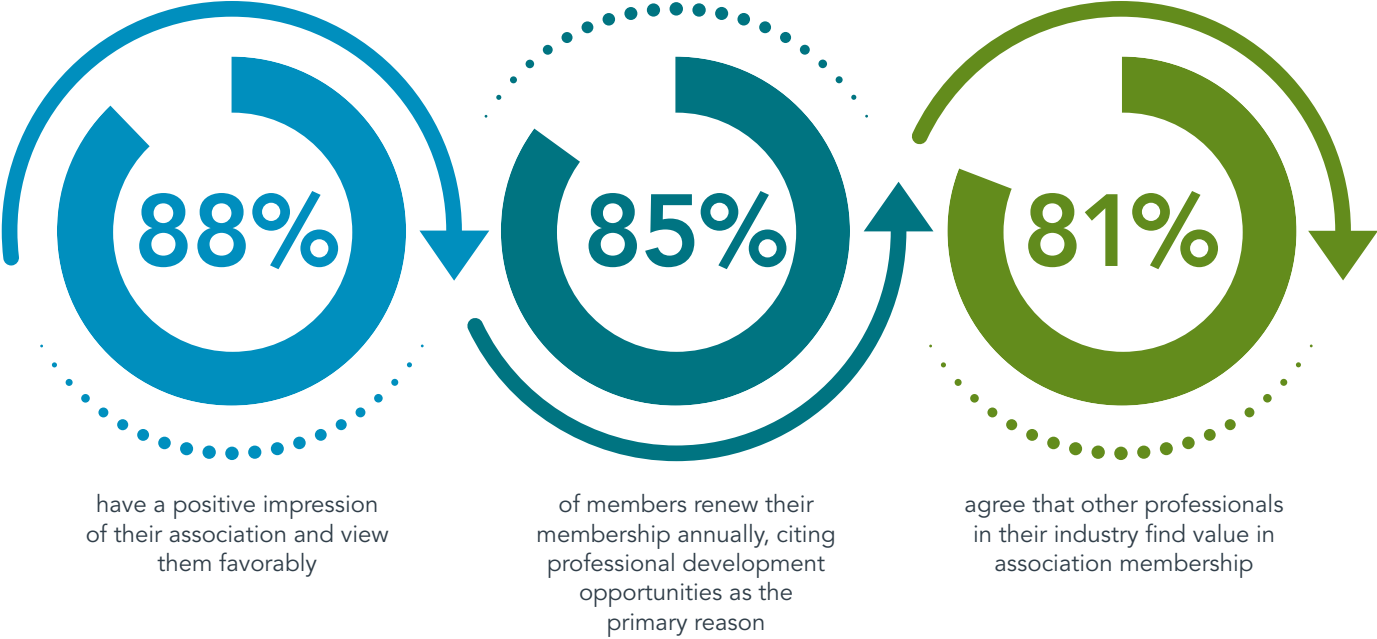 88%
have a positive impression
of their association and view
them favorably
85%
of members renew their
membership annually, citing
professional development
opportunities as the
primary reason
81%
agree that other professionals
in their industry find value in
association membership